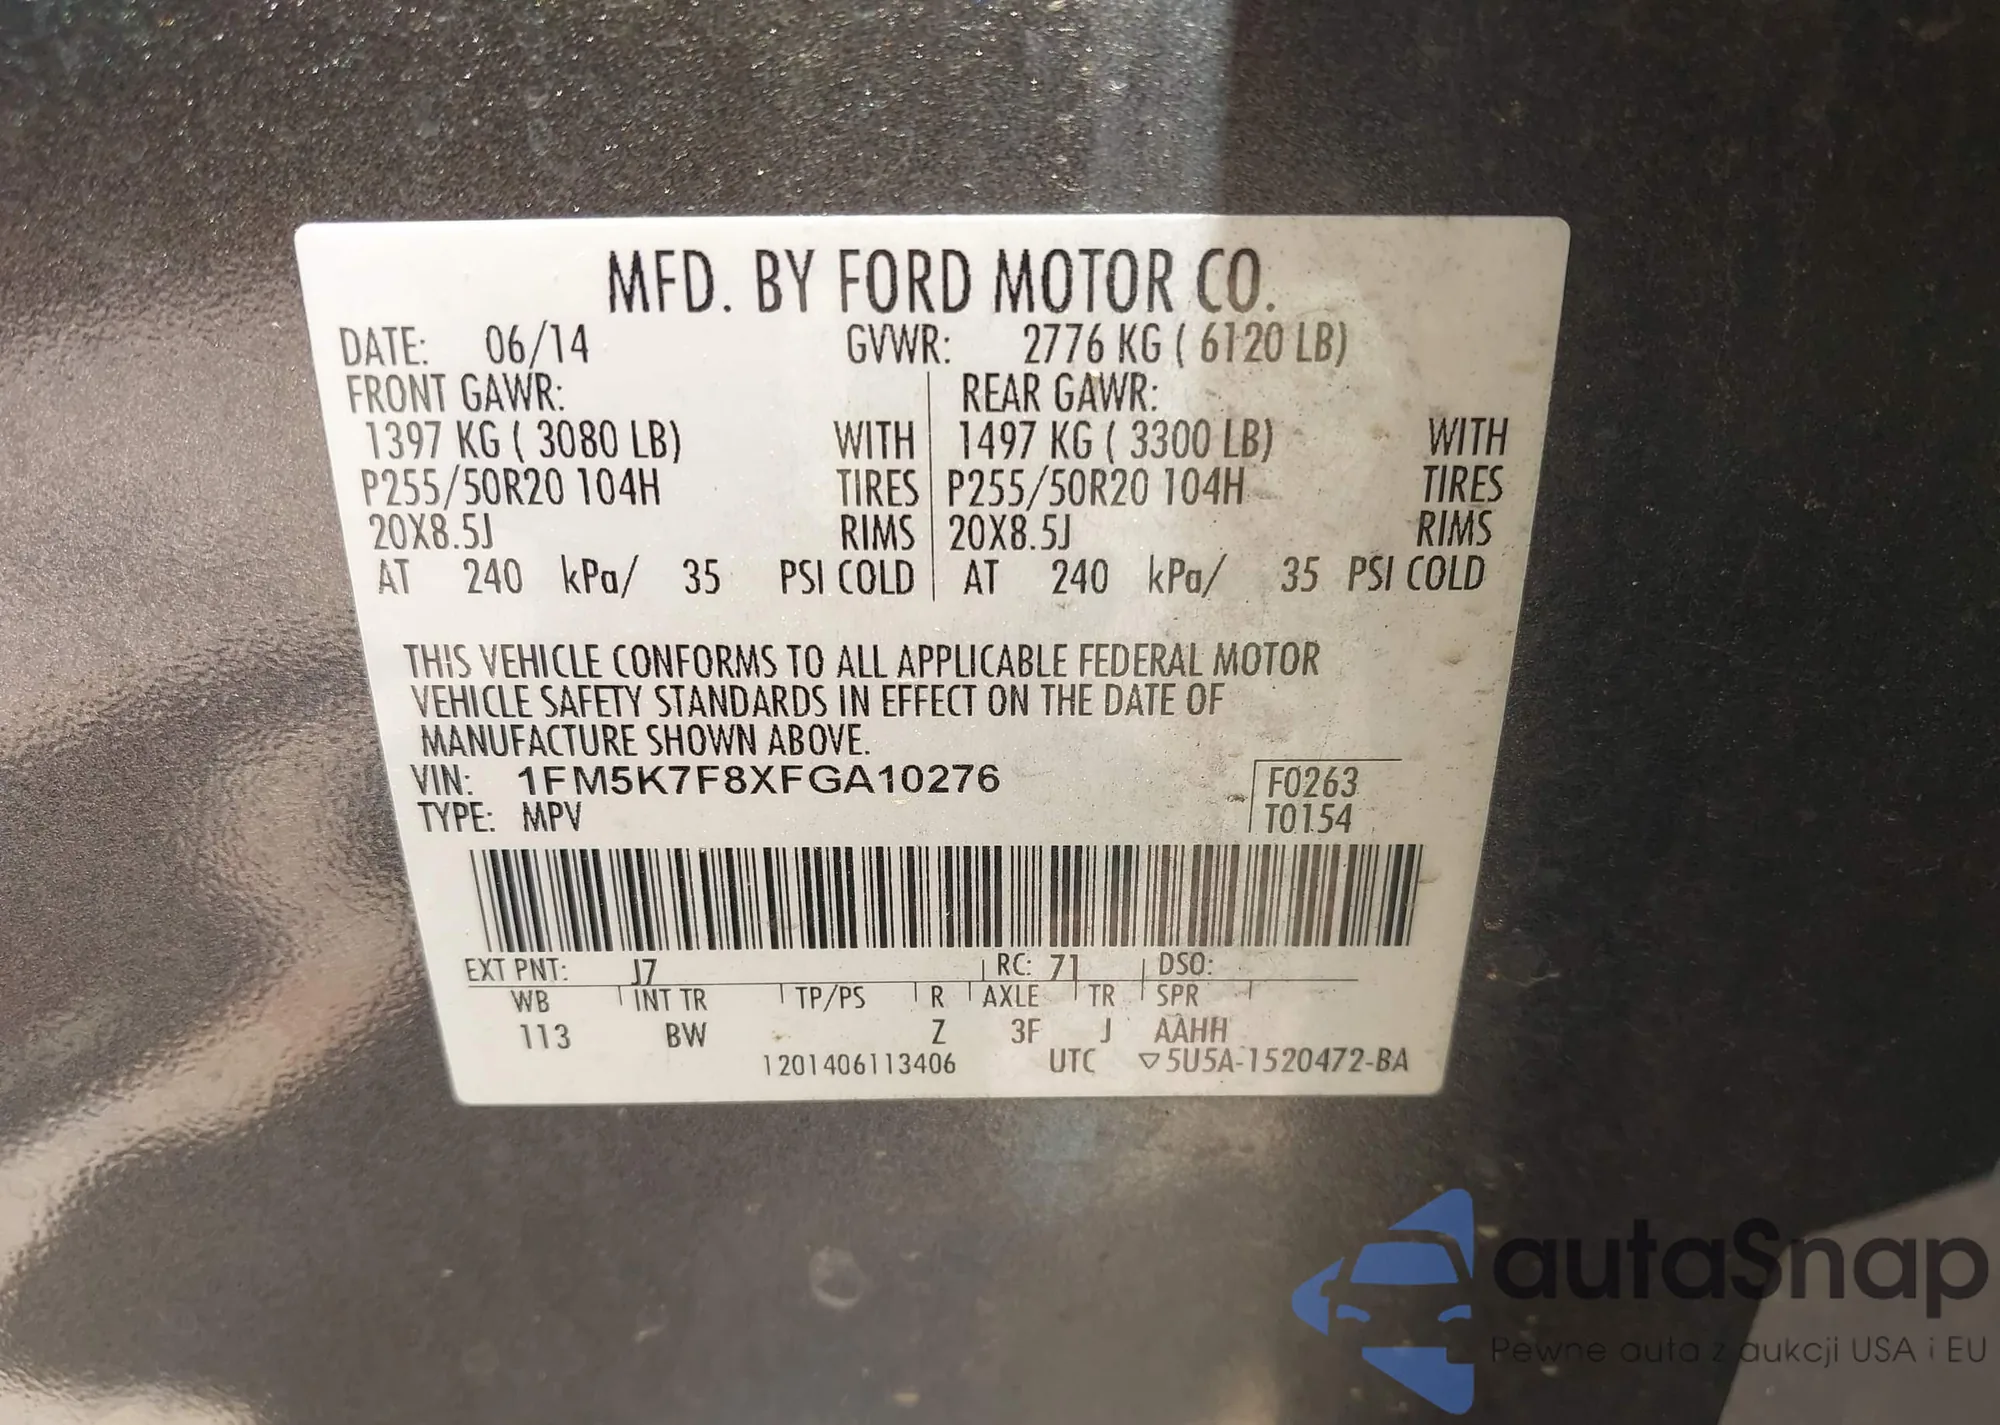 MFD. BY FORD MOTOR CO.
DATE: 06/14 GVWR: 2776 KG ( 6120 LB)
FRONT GAWR: REAR GAWR:
1397 KG ( 3080 LB) WITH 1497 KG ( 3300 LB) WITH
P255/50R20 104H TIRES P255/50R20 104H TIRES
20X8.5J RIMS 20X8.5J RIMS
AT 240 kPa/ 35 PSI COLD AT 240 kPa/ 35 PSI COLD
THIS VEHICLE CONFORMS TO ALL APPLICABLE FEDERAL MOTOR
VEHICLE SAFETY STANDARDS IN EFFECT ON THE DATE OF
MANUFACTURE SHOWN ABOVE.
VIN: 1FM5K7F8XFGA10276 F0263
TYPE: MPV T0154
EXT PNT: J7 RC: 71 DSO:
WB INT TR TP/PS R AXLE TR SPR
113 BW Z 3F J AAHH
1201406113406 UTC ▽5U5A-1520472-BA
autaSnap
Pewne auta z aukcji USA i EU